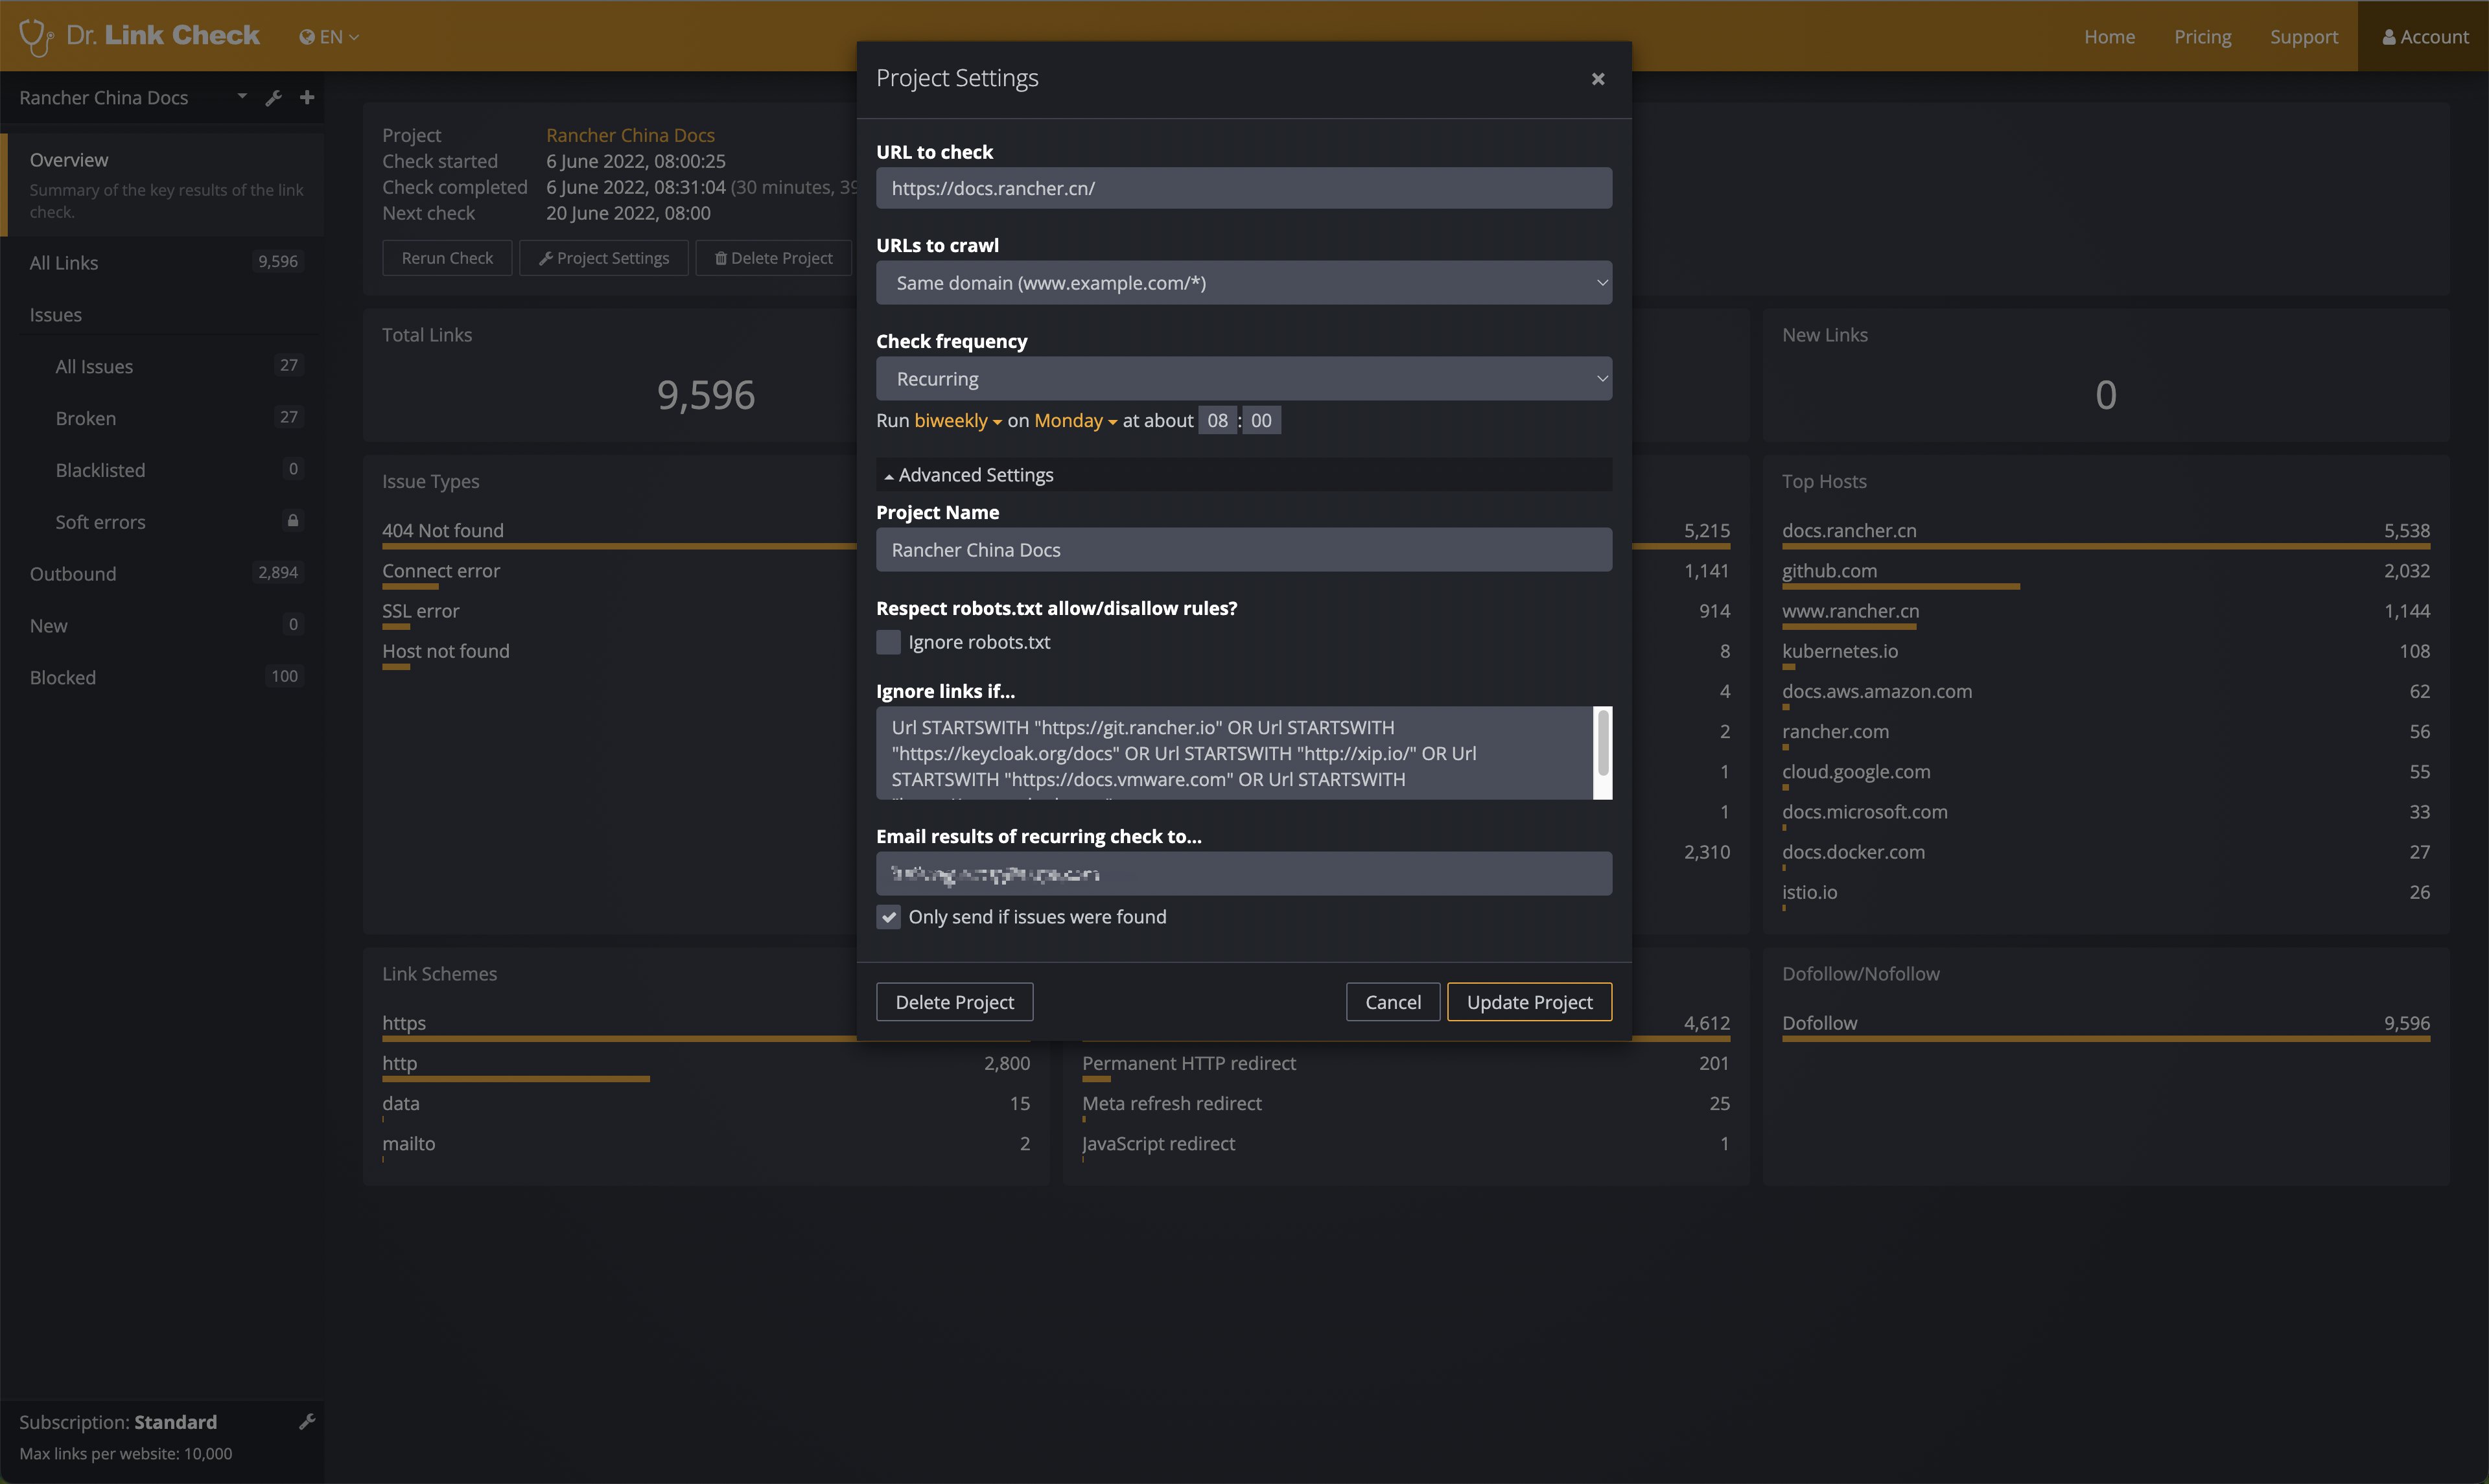 Dr. Link Check
EN
Home
Pricing
Support
Account
Rancher China Docs
Overview
Summary of the key results of the link
check.
All Links 9,596
Issues
All Issues 27
Broken 27
Blacklisted 0
Soft errors
Outbound 2,894
New 0
Blocked 100
Subscription: Standard
Max links per website: 10,000
Project Rancher China Docs
Check started 6 June 2022, 08:00:25
Check completed 6 June 2022, 08:31:04 (30 minutes, 39
Next check 20 June 2022, 08:00
Rerun Check
Project Settings
Delete Project
Total Links
9,596
New Links
0
Issue Types
404 Not found
Connect error
SSL error
Host not found
5,215
1,141
914
8
4
2
1
1
2,310
Top Hosts
docs.rancher.cn 5,538
github.com 2,032
www.rancher.cn 1,144
kubernetes.io 108
docs.aws.amazon.com 62
rancher.com 56
cloud.google.com 55
docs.microsoft.com 33
docs.docker.com 27
istio.io 26
Link Schemes
https
http 2,800
data 15
mailto 2
4,612
Permanent HTTP redirect 201
Meta refresh redirect 25
JavaScript redirect 1
Dofollow/Nofollow
Dofollow 9,596
Project Settings
URL to check
https://docs.rancher.cn/
URLs to crawl
Same domain (www.example.com/*)
Check frequency
Recurring
Run biweekly on Monday at about 08 : 00
Advanced Settings
Project Name
Rancher China Docs
Respect robots.txt allow/disallow rules?
Ignore robots.txt
Ignore links if...
Url STARTSWITH "https://git.rancher.io" OR Url STARTSWITH
"https://keycloak.org/docs" OR Url STARTSWITH "http://xip.io/" OR Url
STARTSWITH "https://docs.vmware.com" OR Url STARTSWITH
Email results of recurring check to...
Only send if issues were found
Delete Project
Cancel
Update Project